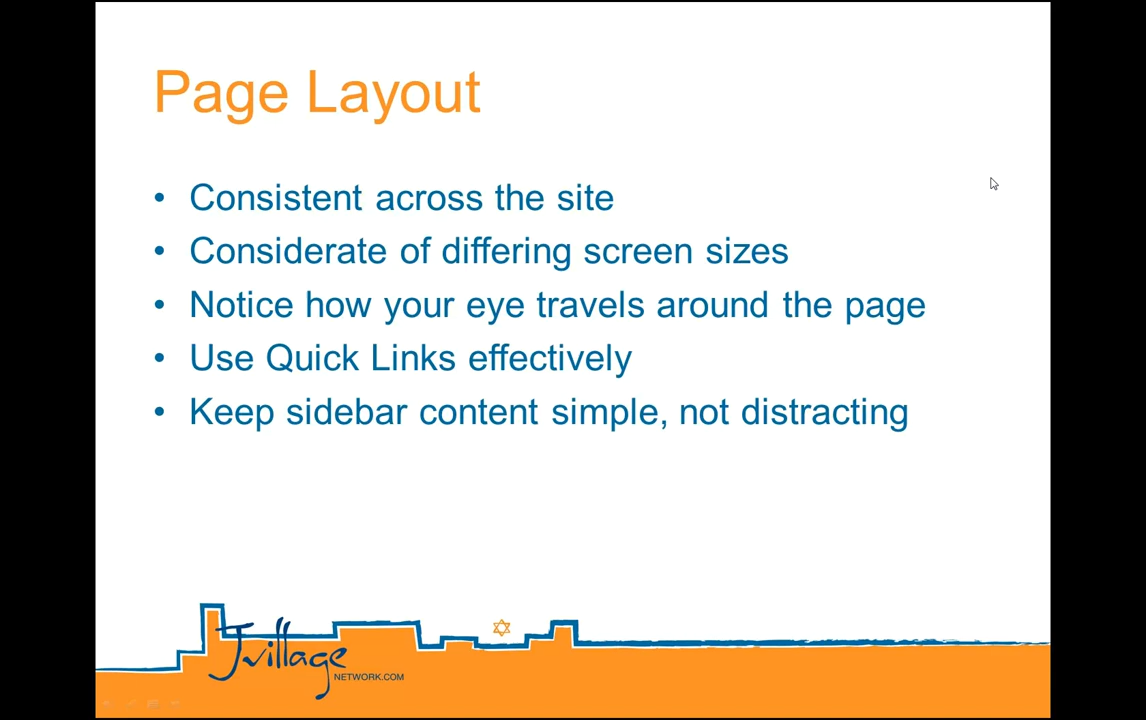 Page Layout
• Consistent across the site
• Considerate of differing screen sizes
• Notice how your eye travels around the page
• Use Quick Links effectively
• Keep sidebar content simple, not distracting
Jvillage
NETWORK.COM